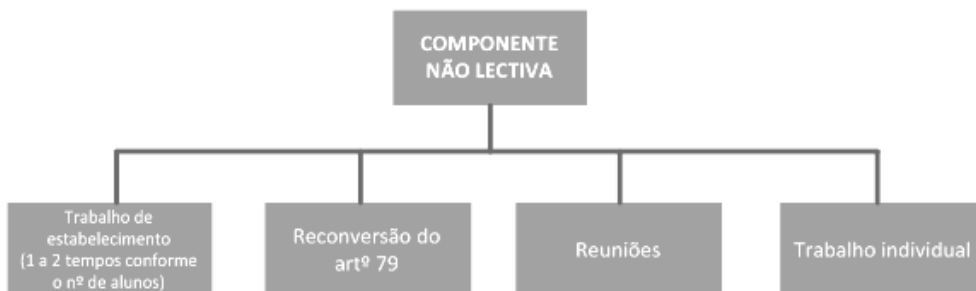 COMPONENTE
NÃO LECTIVA
Trabalho de
estabelecimento
(1 a 2 tempos conforme
o nº de alunos)
Reconversão do
artº 79
Reuniões
Trabalho individual